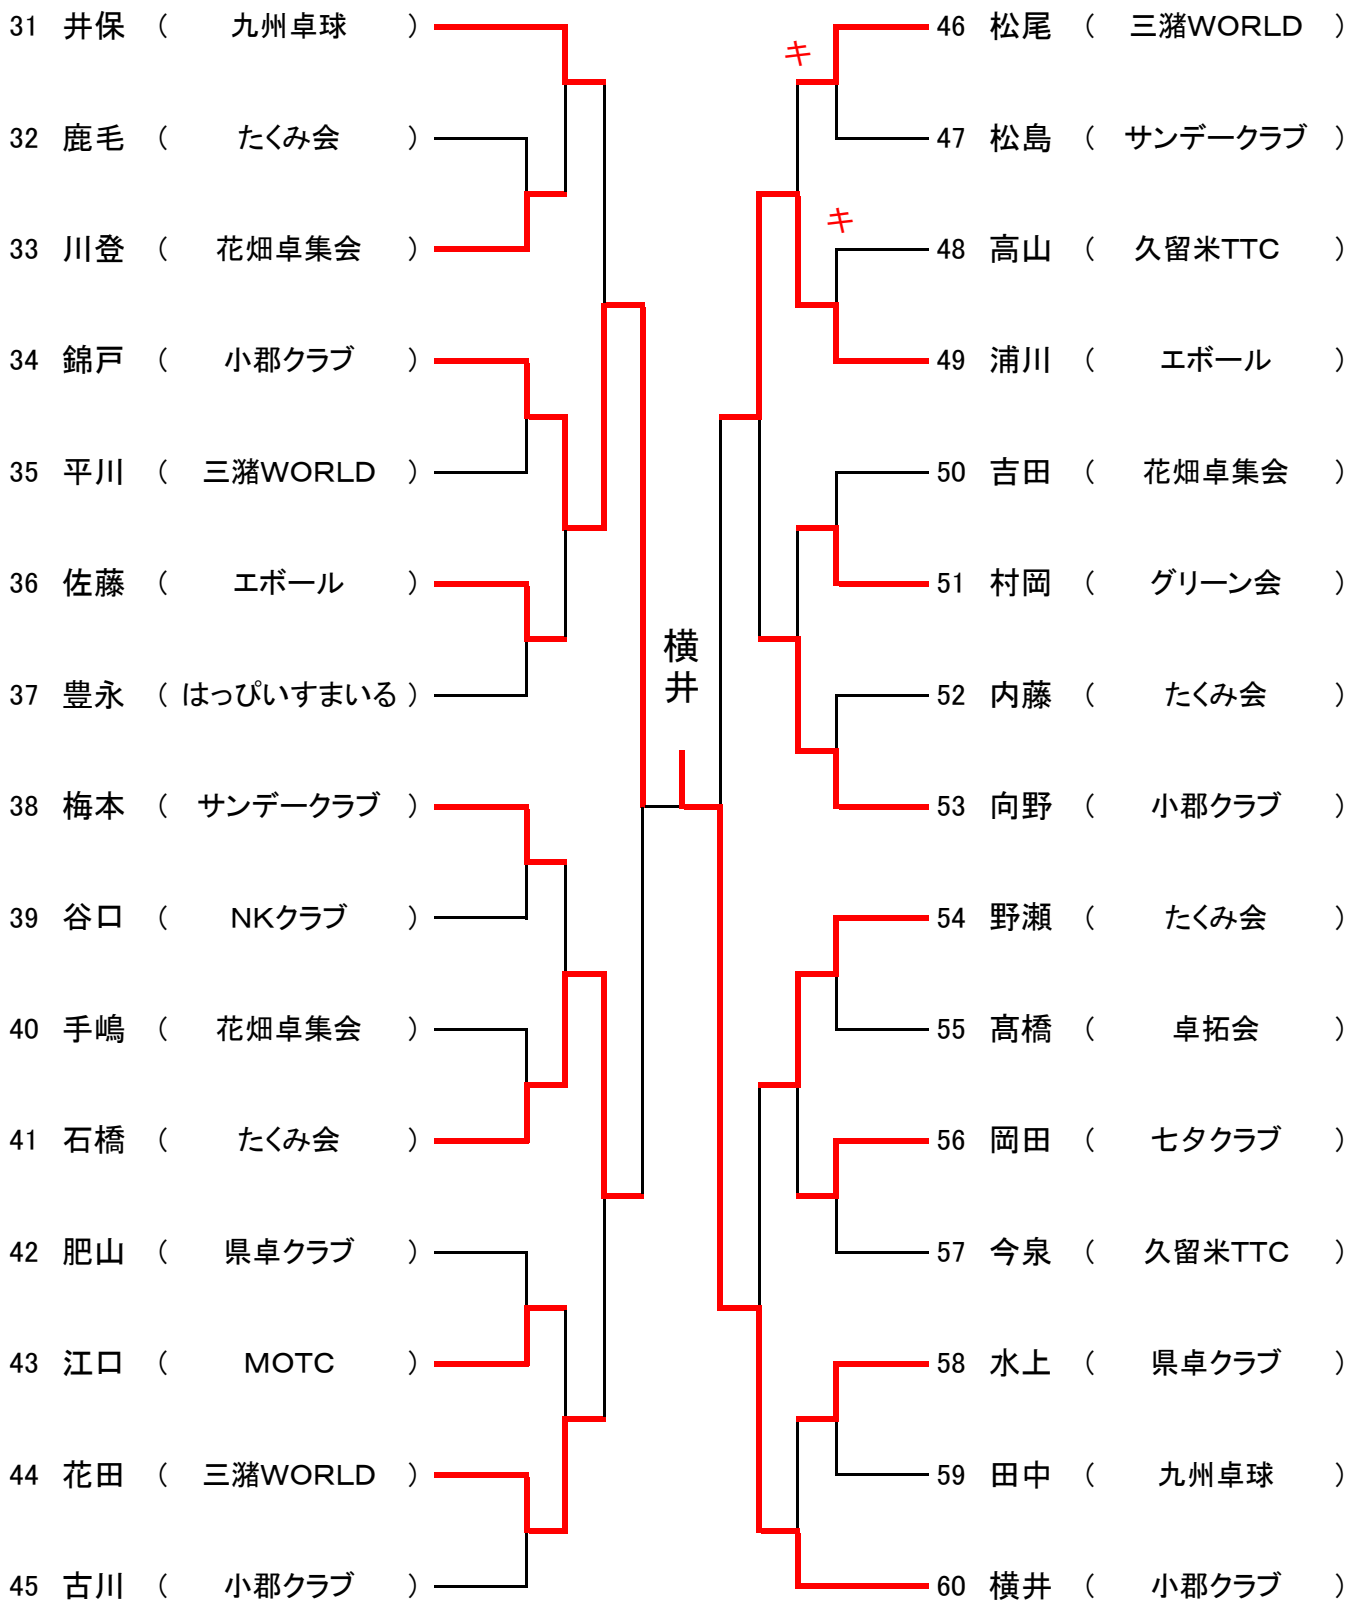 31 井保 （ 九州卓球 ）
32 鹿毛 （ たくみ会 ）
33 川登 （ 花畑卓集会 ）
34 錦戸 （ 小郡クラブ ）
35 平川 （ 三潴WORLD ）
36 佐藤 （ エボール ）
37 豊永 （ はっぴいすまいる ）
38 梅本 （ サンデークラブ ）
39 谷口 （ NKクラブ ）
40 手嶋 （ 花畑卓集会 ）
41 石橋 （ たくみ会 ）
42 肥山 （ 県卓クラブ ）
43 江口 （ MOTC ）
44 花田 （ 三潴WORLD ）
45 古川 （ 小郡クラブ ）
横井
キ
キ
46 松尾 （ 三潴WORLD ）
47 松島 （ サンデークラブ ）
48 高山 （ 久留米TTC ）
49 浦川 （ エボール ）
50 吉田 （ 花畑卓集会 ）
51 村岡 （ グリーン会 ）
52 内藤 （ たくみ会 ）
53 向野 （ 小郡クラブ ）
54 野瀬 （ たくみ会 ）
55 髙橋 （ 卓拓会 ）
56 岡田 （ 七夕クラブ ）
57 今泉 （ 久留米TTC ）
58 水上 （ 県卓クラブ ）
59 田中 （ 九州卓球 ）
60 横井 （ 小郡クラブ ）